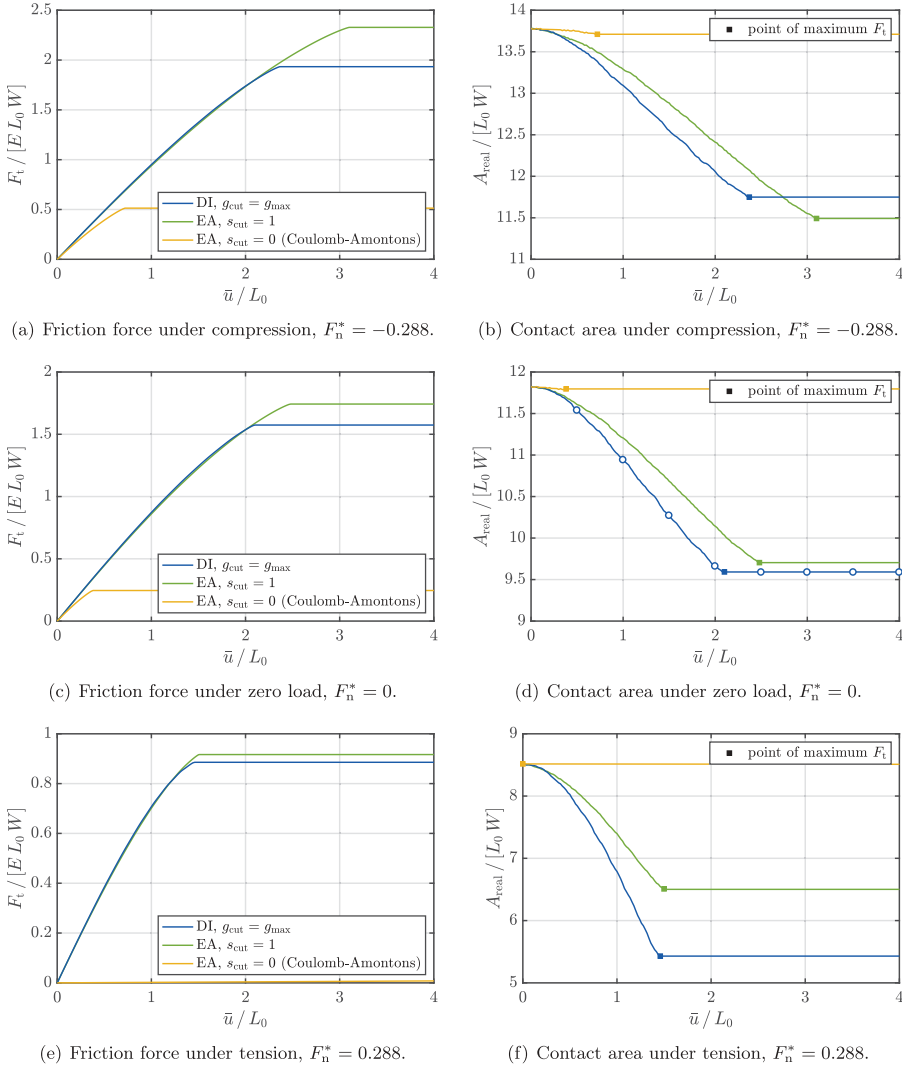 2.5
2
1.5
1
0.5
0
F_t / [E L_0 W]
DI, g_cut = g_max
EA, s_cut = 1
EA, s_cut = 0 (Coulomb-Amontons)
0 1 2 3 4
ū / L_0
(a) Friction force under compression, F_n^* = −0.288.
14
13.5
13
12.5
12
11.5
11
A_real / [L_0 W]
point of maximum F_t
0 1 2 3 4
ū / L_0
(b) Contact area under compression, F_n^* = −0.288.
2
1.5
1
0.5
0
F_t / [E L_0 W]
DI, g_cut = g_max
EA, s_cut = 1
EA, s_cut = 0 (Coulomb-Amontons)
0 1 2 3 4
ū / L_0
(c) Friction force under zero load, F_n^* = 0.
12
11.5
11
10.5
10
9.5
9
A_real / [L_0 W]
point of maximum F_t
0 1 2 3 4
ū / L_0
(d) Contact area under zero load, F_n^* = 0.
1
0.8
0.6
0.4
0.2
0
F_t / [E L_0 W]
DI, g_cut = g_max
EA, s_cut = 1
EA, s_cut = 0 (Coulomb-Amontons)
0 1 2 3 4
ū / L_0
(e) Friction force under tension, F_n^* = 0.288.
9
8
7
6
5
A_real / [L_0 W]
point of maximum F_t
0 1 2 3 4
ū / L_0
(f) Contact area under tension, F_n^* = 0.288.